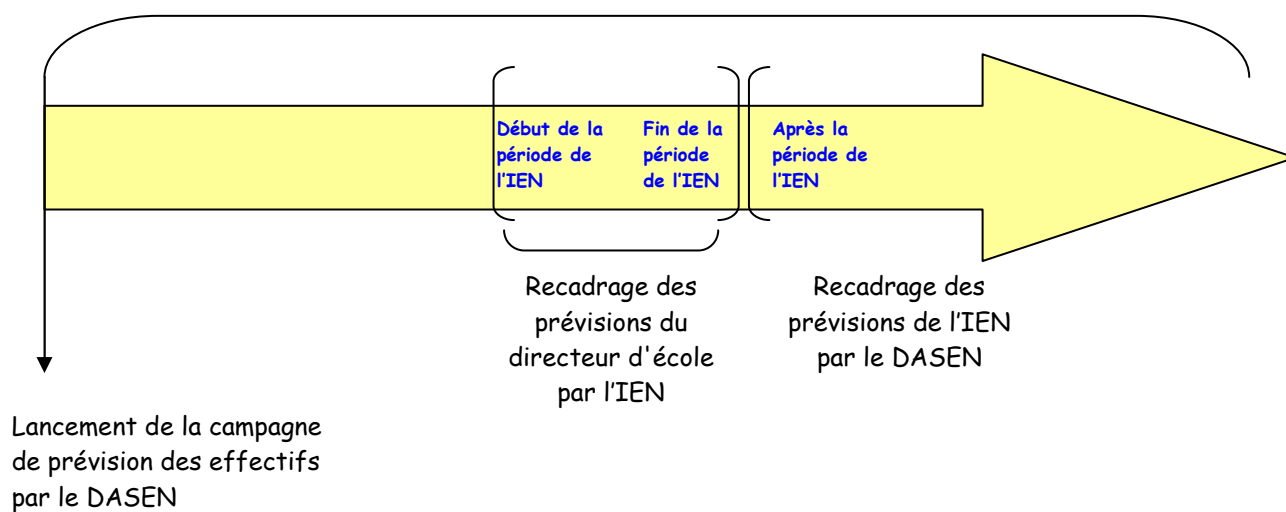 Début de la
période de
l'IEN
Fin de la
période
de l'IEN
Après la
période de
l'IEN
Recadrage des
prévisions du
directeur d'école
par l'IEN
Recadrage des
prévisions de l'IEN
par le DASEN
Lancement de la campagne
de prévision des effectifs
par le DASEN